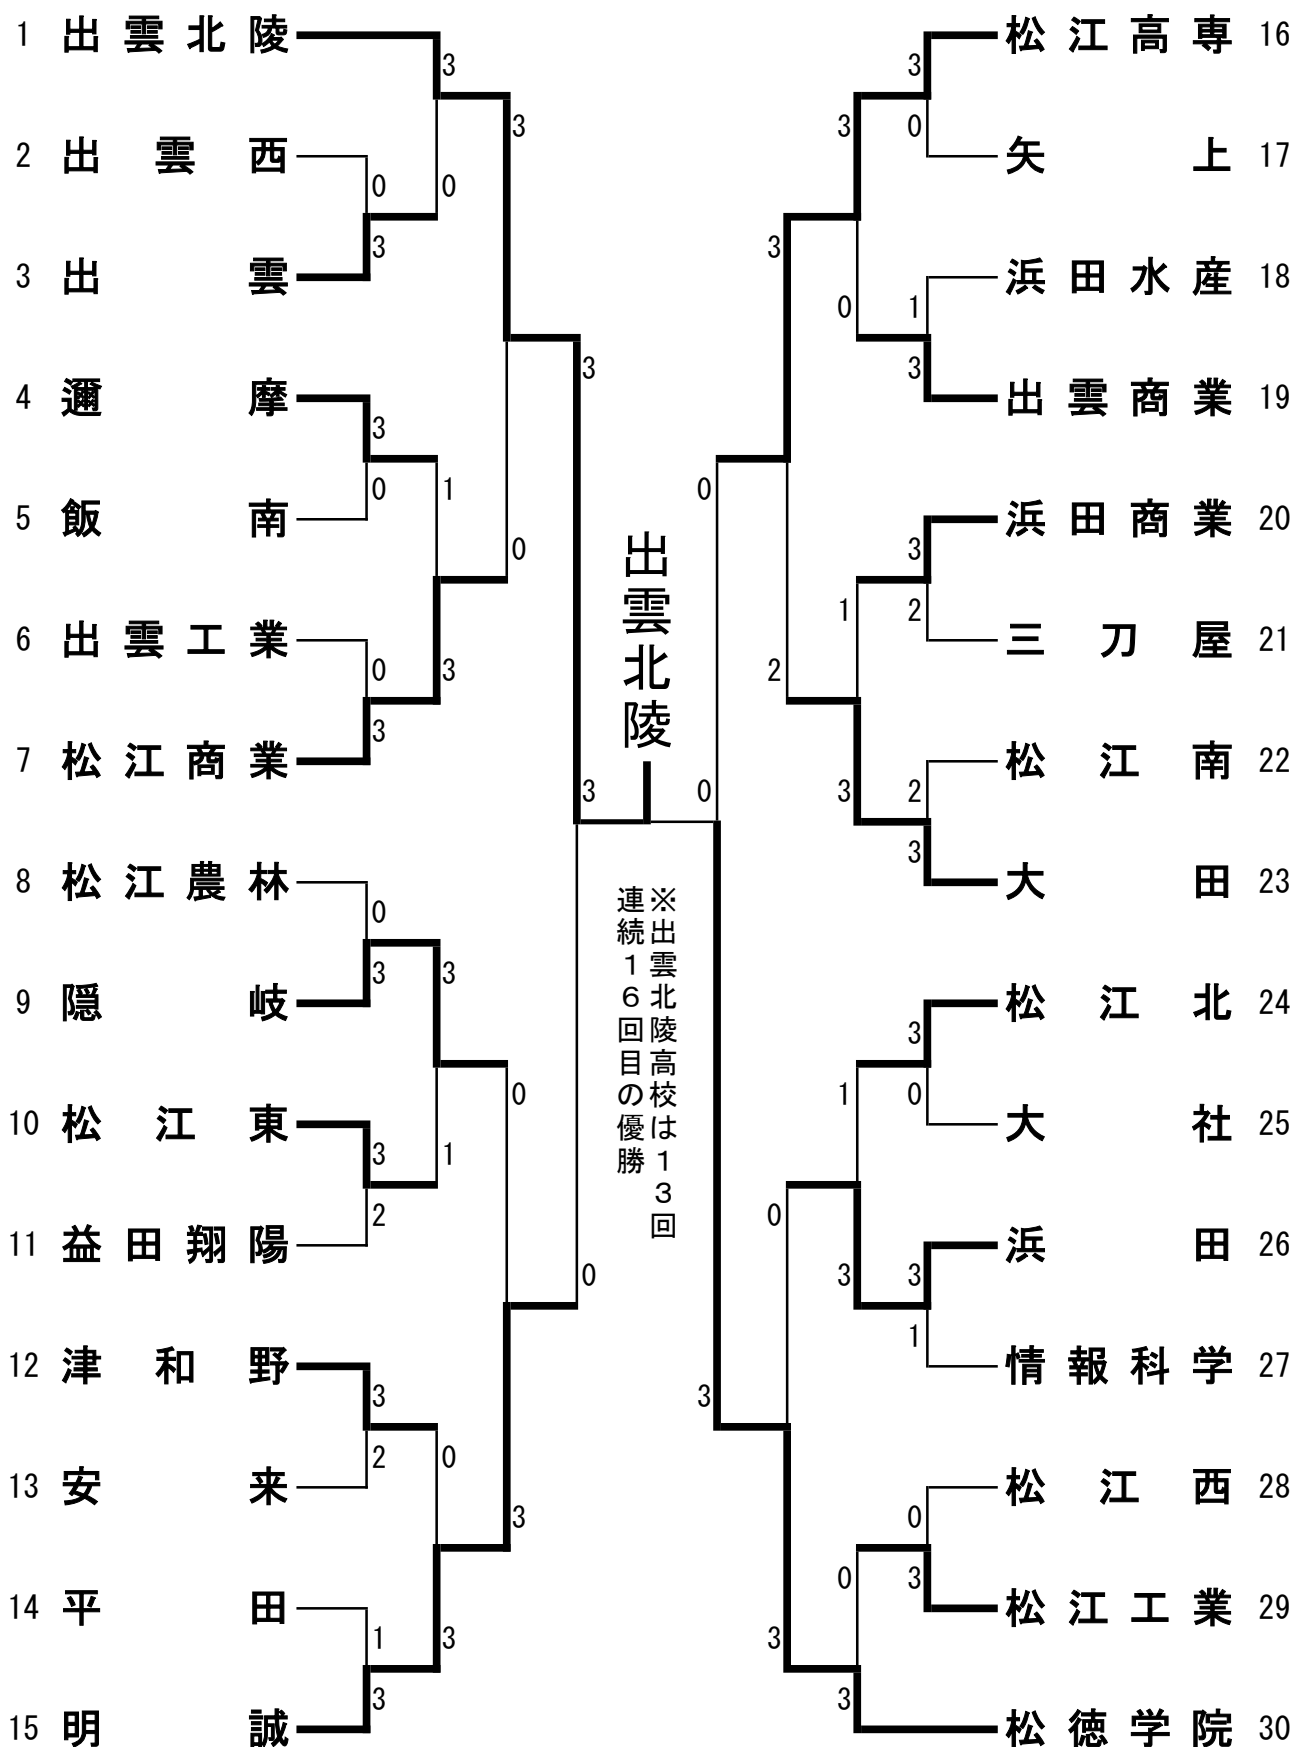 1 出雲北陵
2 出雲西
3 出雲
4 邇摩
5 飯南
6 出雲工業
7 松江商業
8 松江農林
9 隠岐
10 松江東
11 益田翔陽
12 津和野
13 安来
14 平田
15 明誠
3
0
0
3
3
3
0
1
0
3
0
3
3
0
3
3
1
2
0
3
2
0
3
1
3
3
3
3
0
出雲北陵
※出雲北陵高校は１３回
連続１６回目の優勝
0
0
3
3
2
0
3
3
0
1
3
1
3
0
3
3
0
1
3
3
2
2
3
3
0
3
1
0
3
松江高専 16
矢上 17
浜田水産 18
出雲商業 19
浜田商業 20
三刀屋 21
松江南 22
大田 23
松江北 24
大社 25
浜田 26
情報科学 27
松江西 28
松江工業 29
松徳学院 30